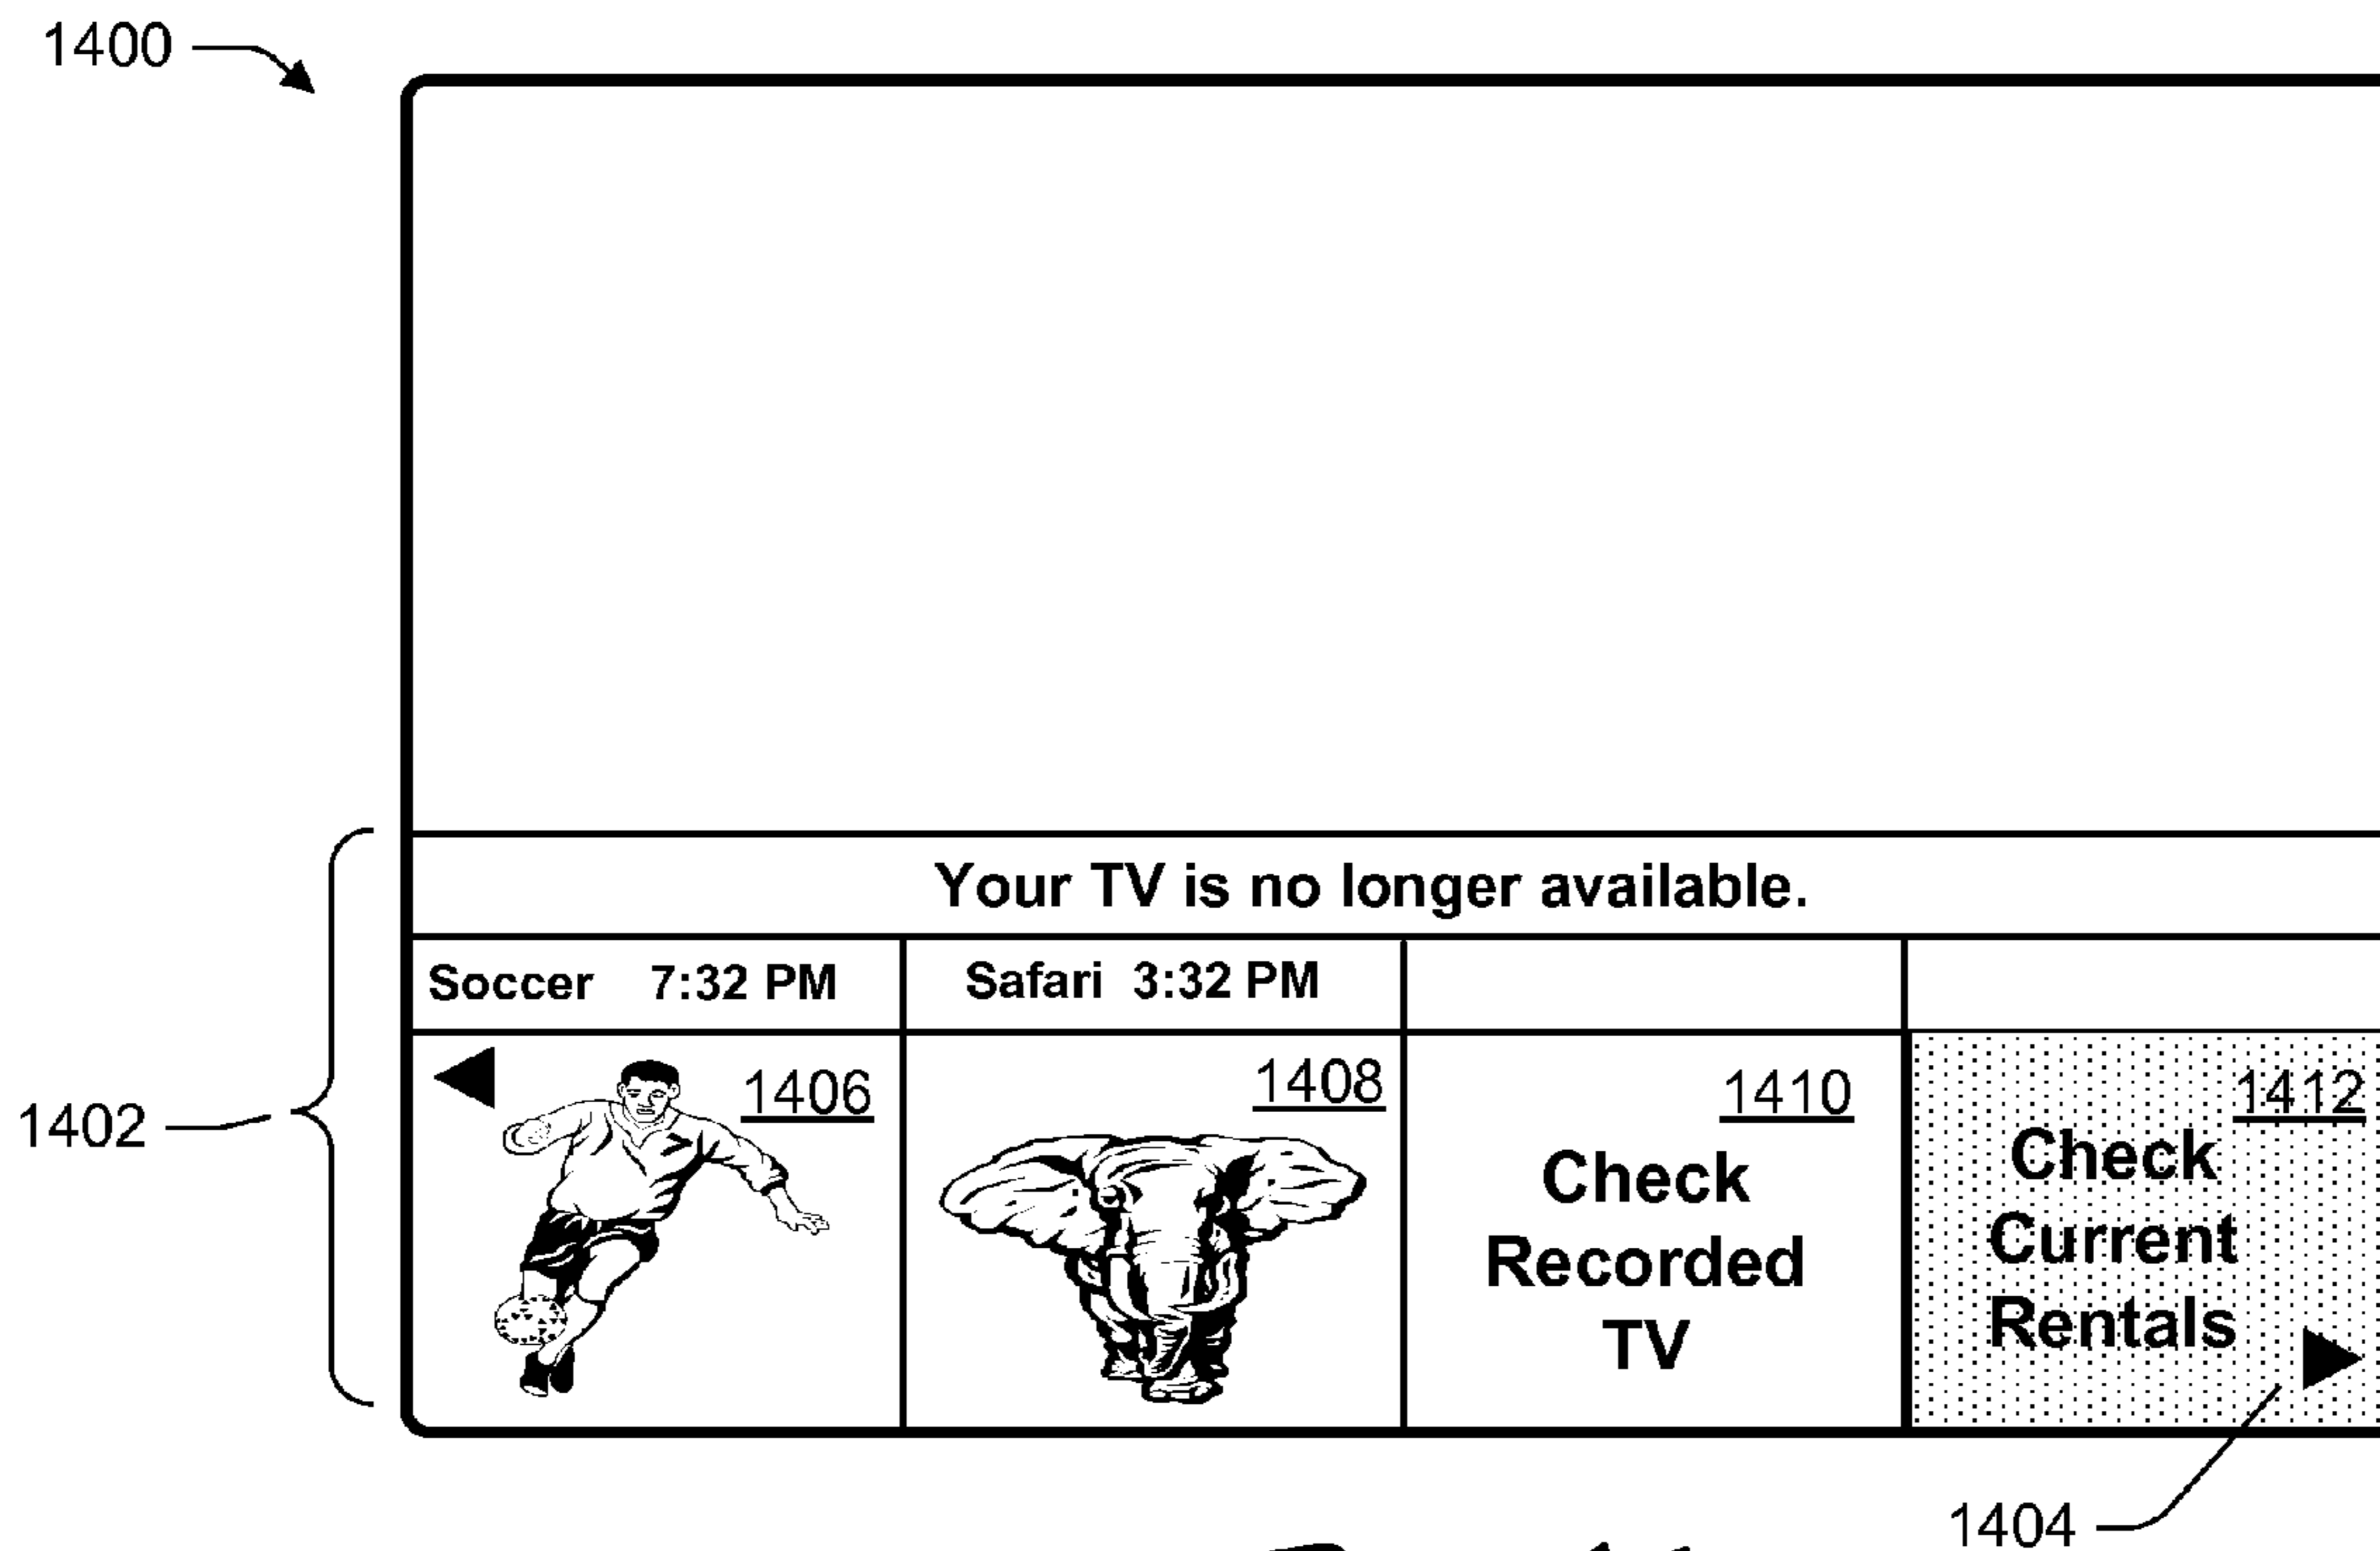 1400
Your TV is no longer available.
Soccer 7:32 PM
Safari 3:32 PM
1406
1408
1410
1412
1402
Check
Recorded
TV
Check
Current
Rentals
1404